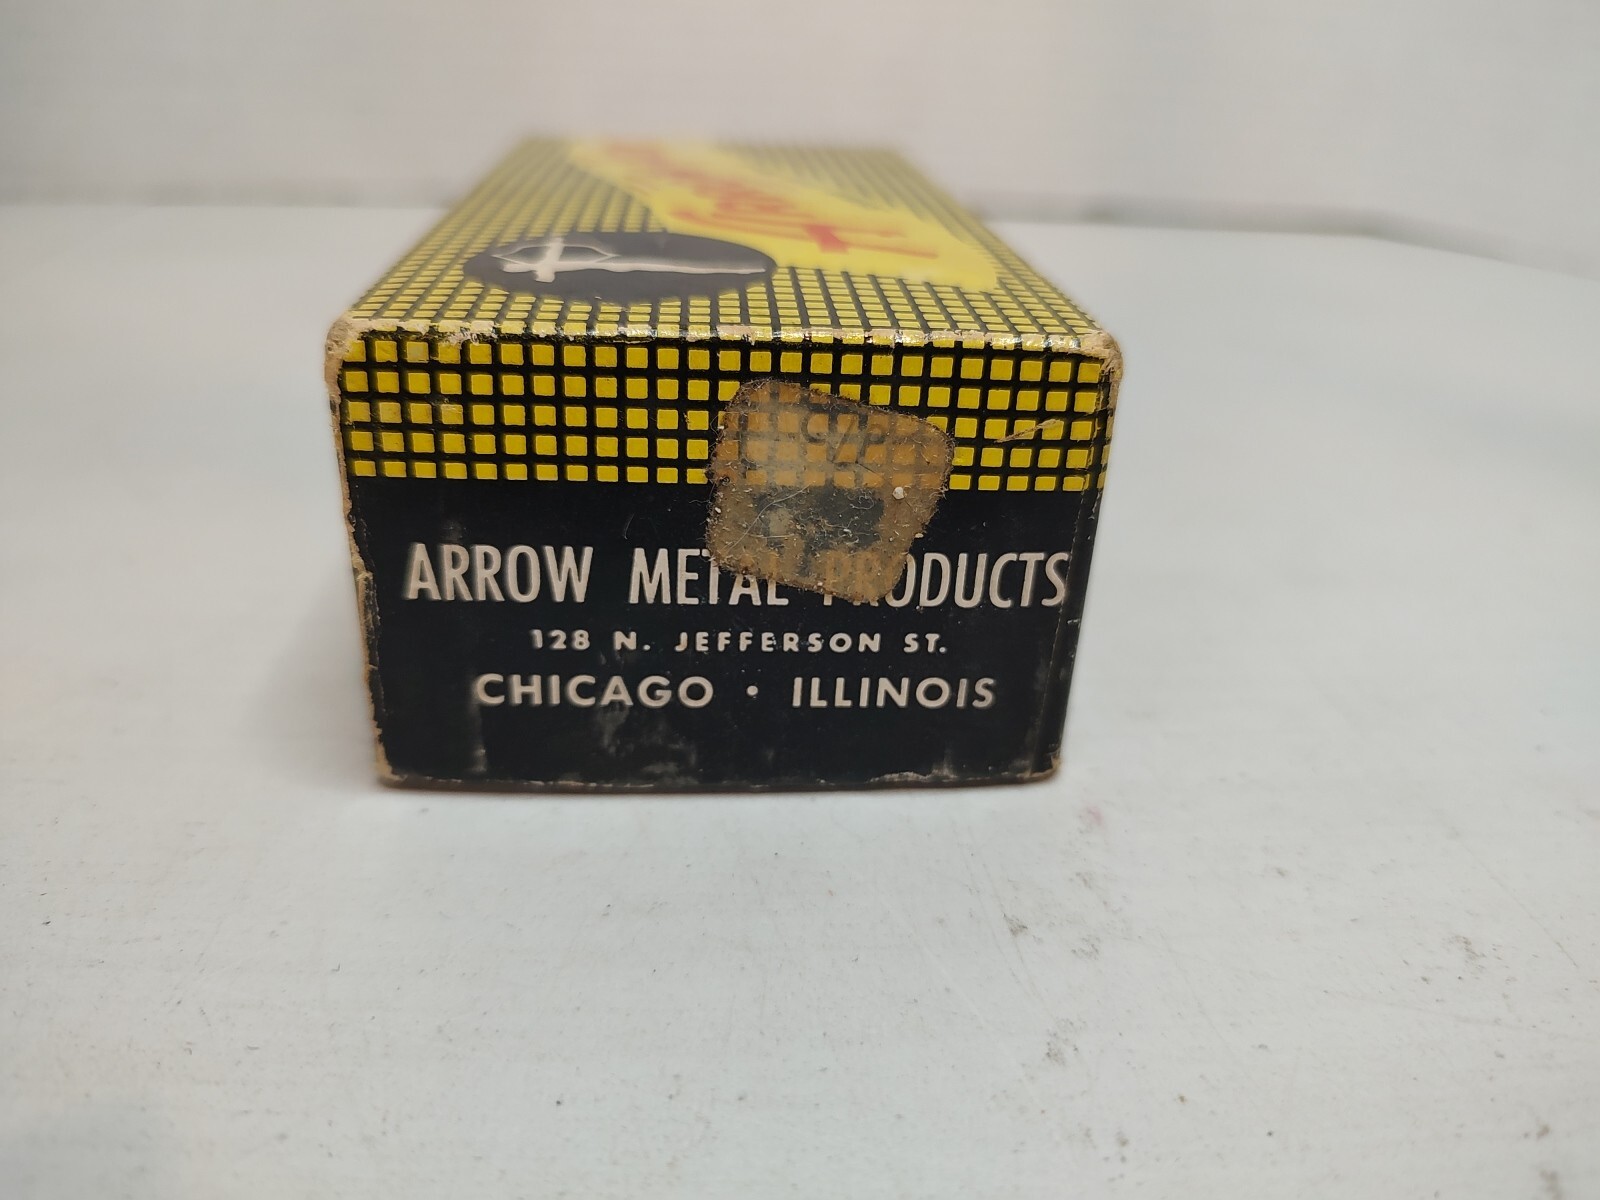 ARROW METAL PRODUCTS
128 N. JEFFERSON ST.
CHICAGO • ILLINOIS